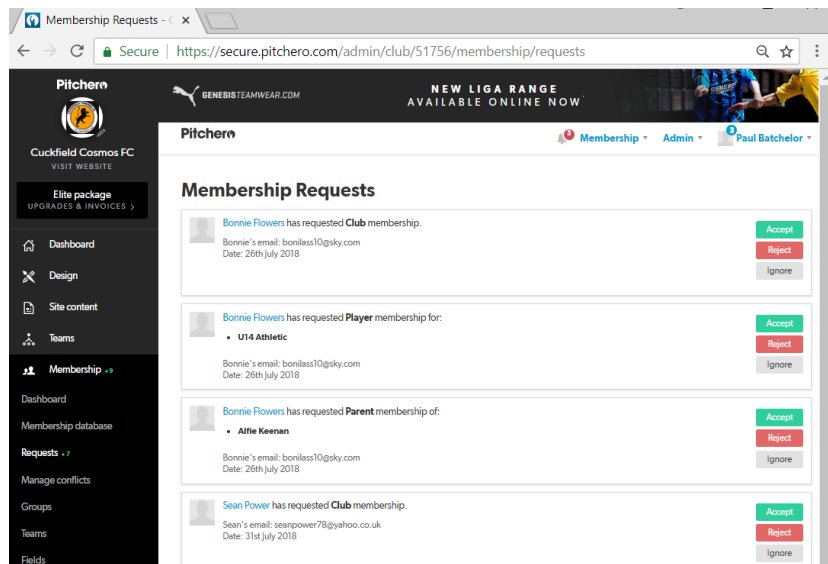 Membership Requests - C
Secure | https://secure.pitchero.com/admin/club/51756/membership/requests
Pitchero
Cuckfield Cosmos FC
VISIT WEBSITE
Elite package
UPGRADES & INVOICES >
Dashboard
Design
Site content
Teams
Membership • 9
Dashboard
Membership database
Requests • 7
Manage conflicts
Groups
Teams
Fields
GENESISTEAMWEAR.COM
NEW LIGA RANGE
AVAILABLE ONLINE NOW
Pitchero
3 Membership Admin 3 Paul Batchelor
Membership Requests
Bonnie Flowers has requested Club membership.
Bonnie's email: bonilass10@sky.com
Date: 26th July 2018
Accept
Reject
Ignore
Bonnie Flowers has requested Player membership for:
• U14 Athletic
Bonnie's email: bonilass10@sky.com
Date: 26th July 2018
Accept
Reject
Ignore
Bonnie Flowers has requested Parent membership of:
• Alfie Keenan
Bonnie's email: bonilass10@sky.com
Date: 26th July 2018
Accept
Reject
Ignore
Sean Power has requested Club membership.
Sean's email: seanpower78@yahoo.co.uk
Date: 31st July 2018
Accept
Reject
Ignore